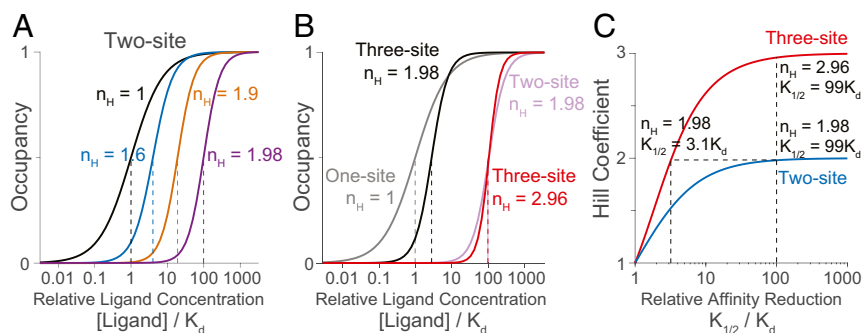 A
Two-site
n_H = 1
n_H = 1.9
n_H = 1.6
n_H = 1.98
Occupancy
1
0
0.01
1
10
100
1000
Relative Ligand Concentration
[Ligand] / K_d
B
Three-site
n_H = 1.98
Two-site
n_H = 1.98
One-site
n_H = 1
Three-site
n_H = 2.96
Occupancy
1
0
0.01
1
10
100
1000
Relative Ligand Concentration
[Ligand] / K_d
C
Three-site
n_H = 2.96
K_1/2 = 99K_d
n_H = 1.98
K_1/2 = 3.1K_d
n_H = 1.98
K_1/2 = 99K_d
Two-site
Hill Coefficient
3
2
1
1
10
100
1000
Relative Affinity Reduction
K_1/2 / K_d